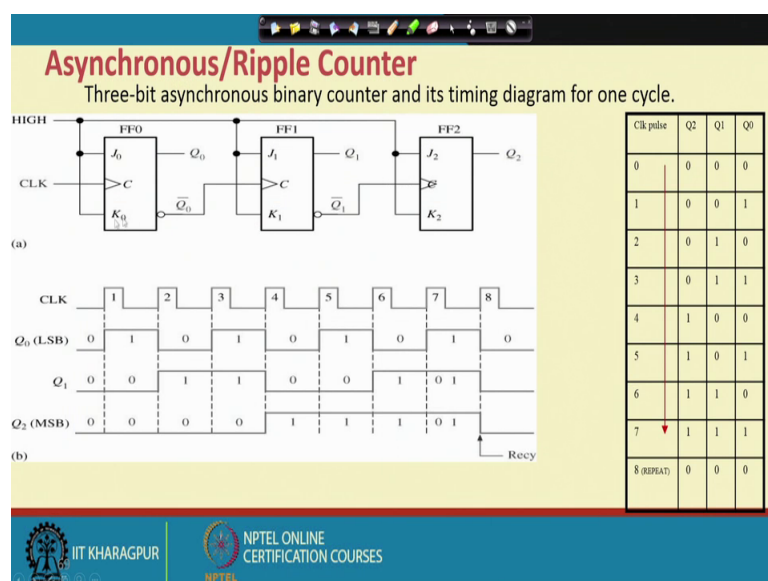 Asynchronous/Ripple Counter
Three-bit asynchronous binary counter and its timing diagram for one cycle.
HIGH
FF0 FF1 FF2
J₀ Q₀ J₁ Q₁ J₂ Q₂
CLK C C C
Q̅₀ Q̅₁
K₀ K₁ K₂
(a)
CLK 1 2 3 4 5 6 7 8
Q₀ (LSB) 0 1 0 1 0 1 0 1 0
Q₁ 0 0 1 1 0 0 1 0 1
Q₂ (MSB) 0 0 0 0 1 1 1 0 1
(b) Recy
Clk pulse Q2 Q1 Q0
0 0 0 0
1 0 0 1
2 0 1 0
3 0 1 1
4 1 0 0
5 1 0 1
6 1 1 0
7 1 1 1
8 (REPEAT) 0 0 0
IIT KHARAGPUR
NPTEL ONLINE
CERTIFICATION COURSES
NPTEL